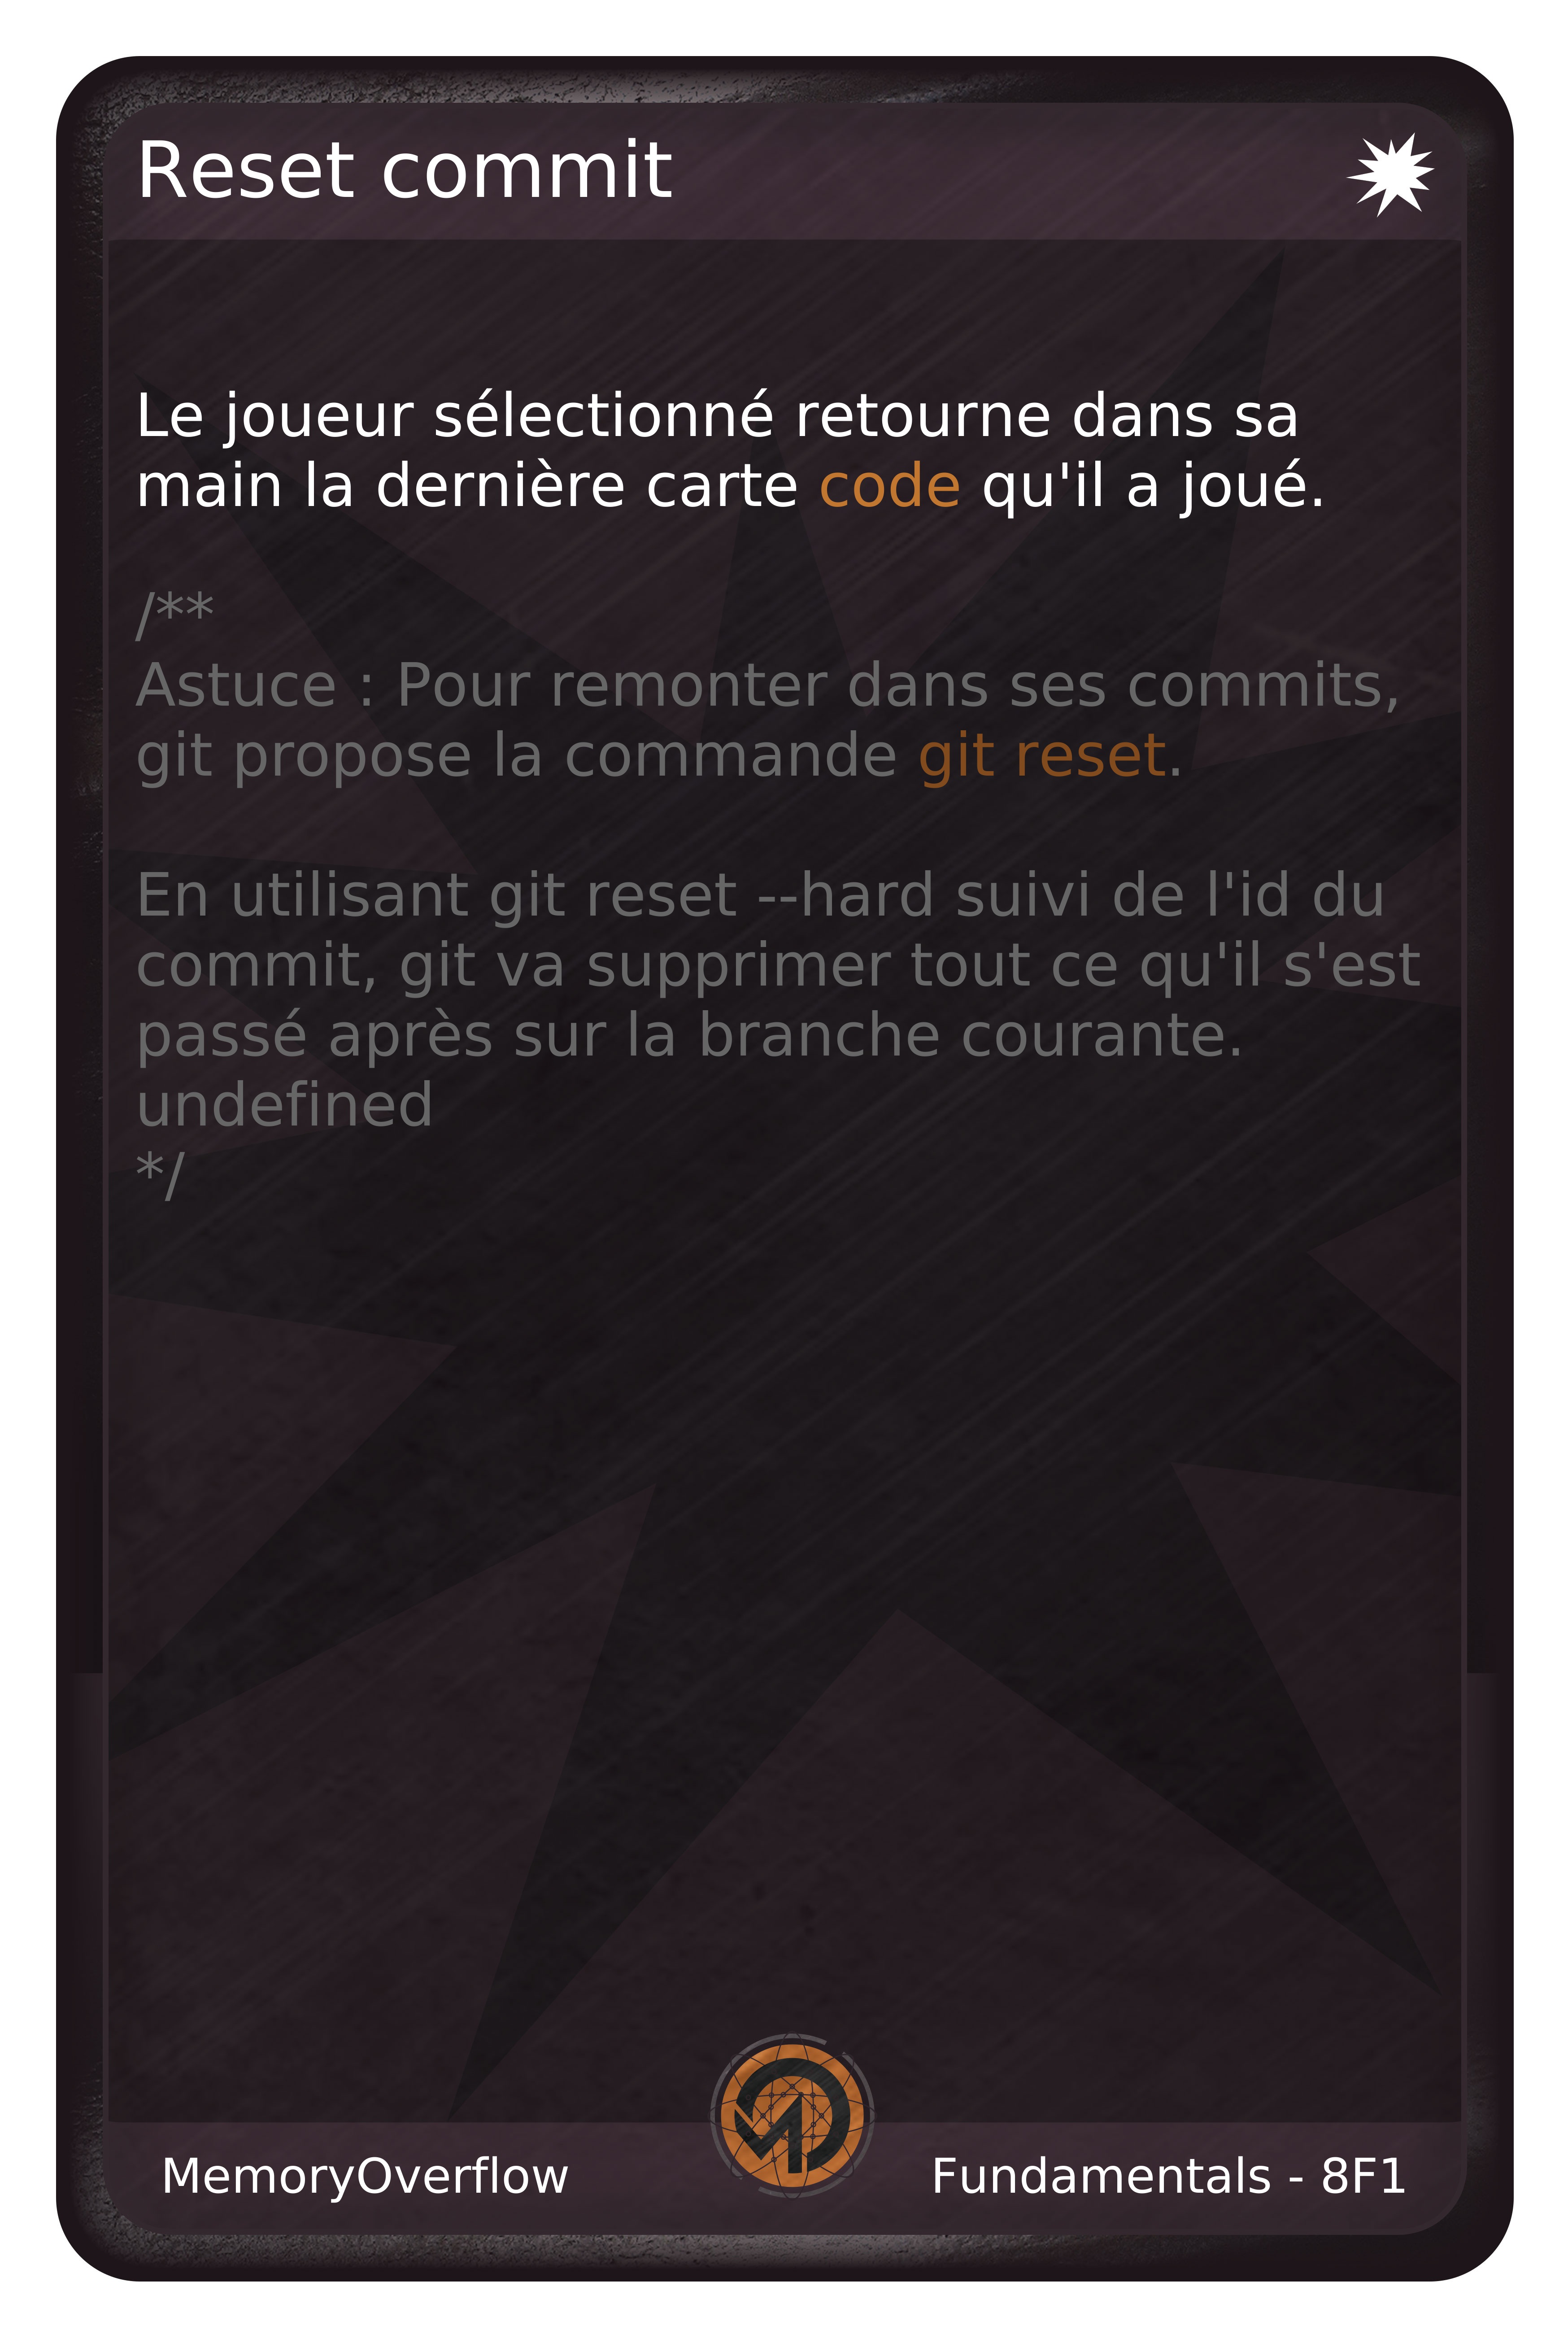 Reset commit
Le joueur sélectionné retourne dans sa
main la dernière carte code qu'il a joué.
/**
Astuce : Pour remonter dans ses commits,
git propose la commande git reset.
En utilisant git reset --hard suivi de l'id du
commit, git va supprimer tout ce qu'il s'est
passé après sur la branche courante.
undefined
*/
MemoryOverflow
Fundamentals - 8F1